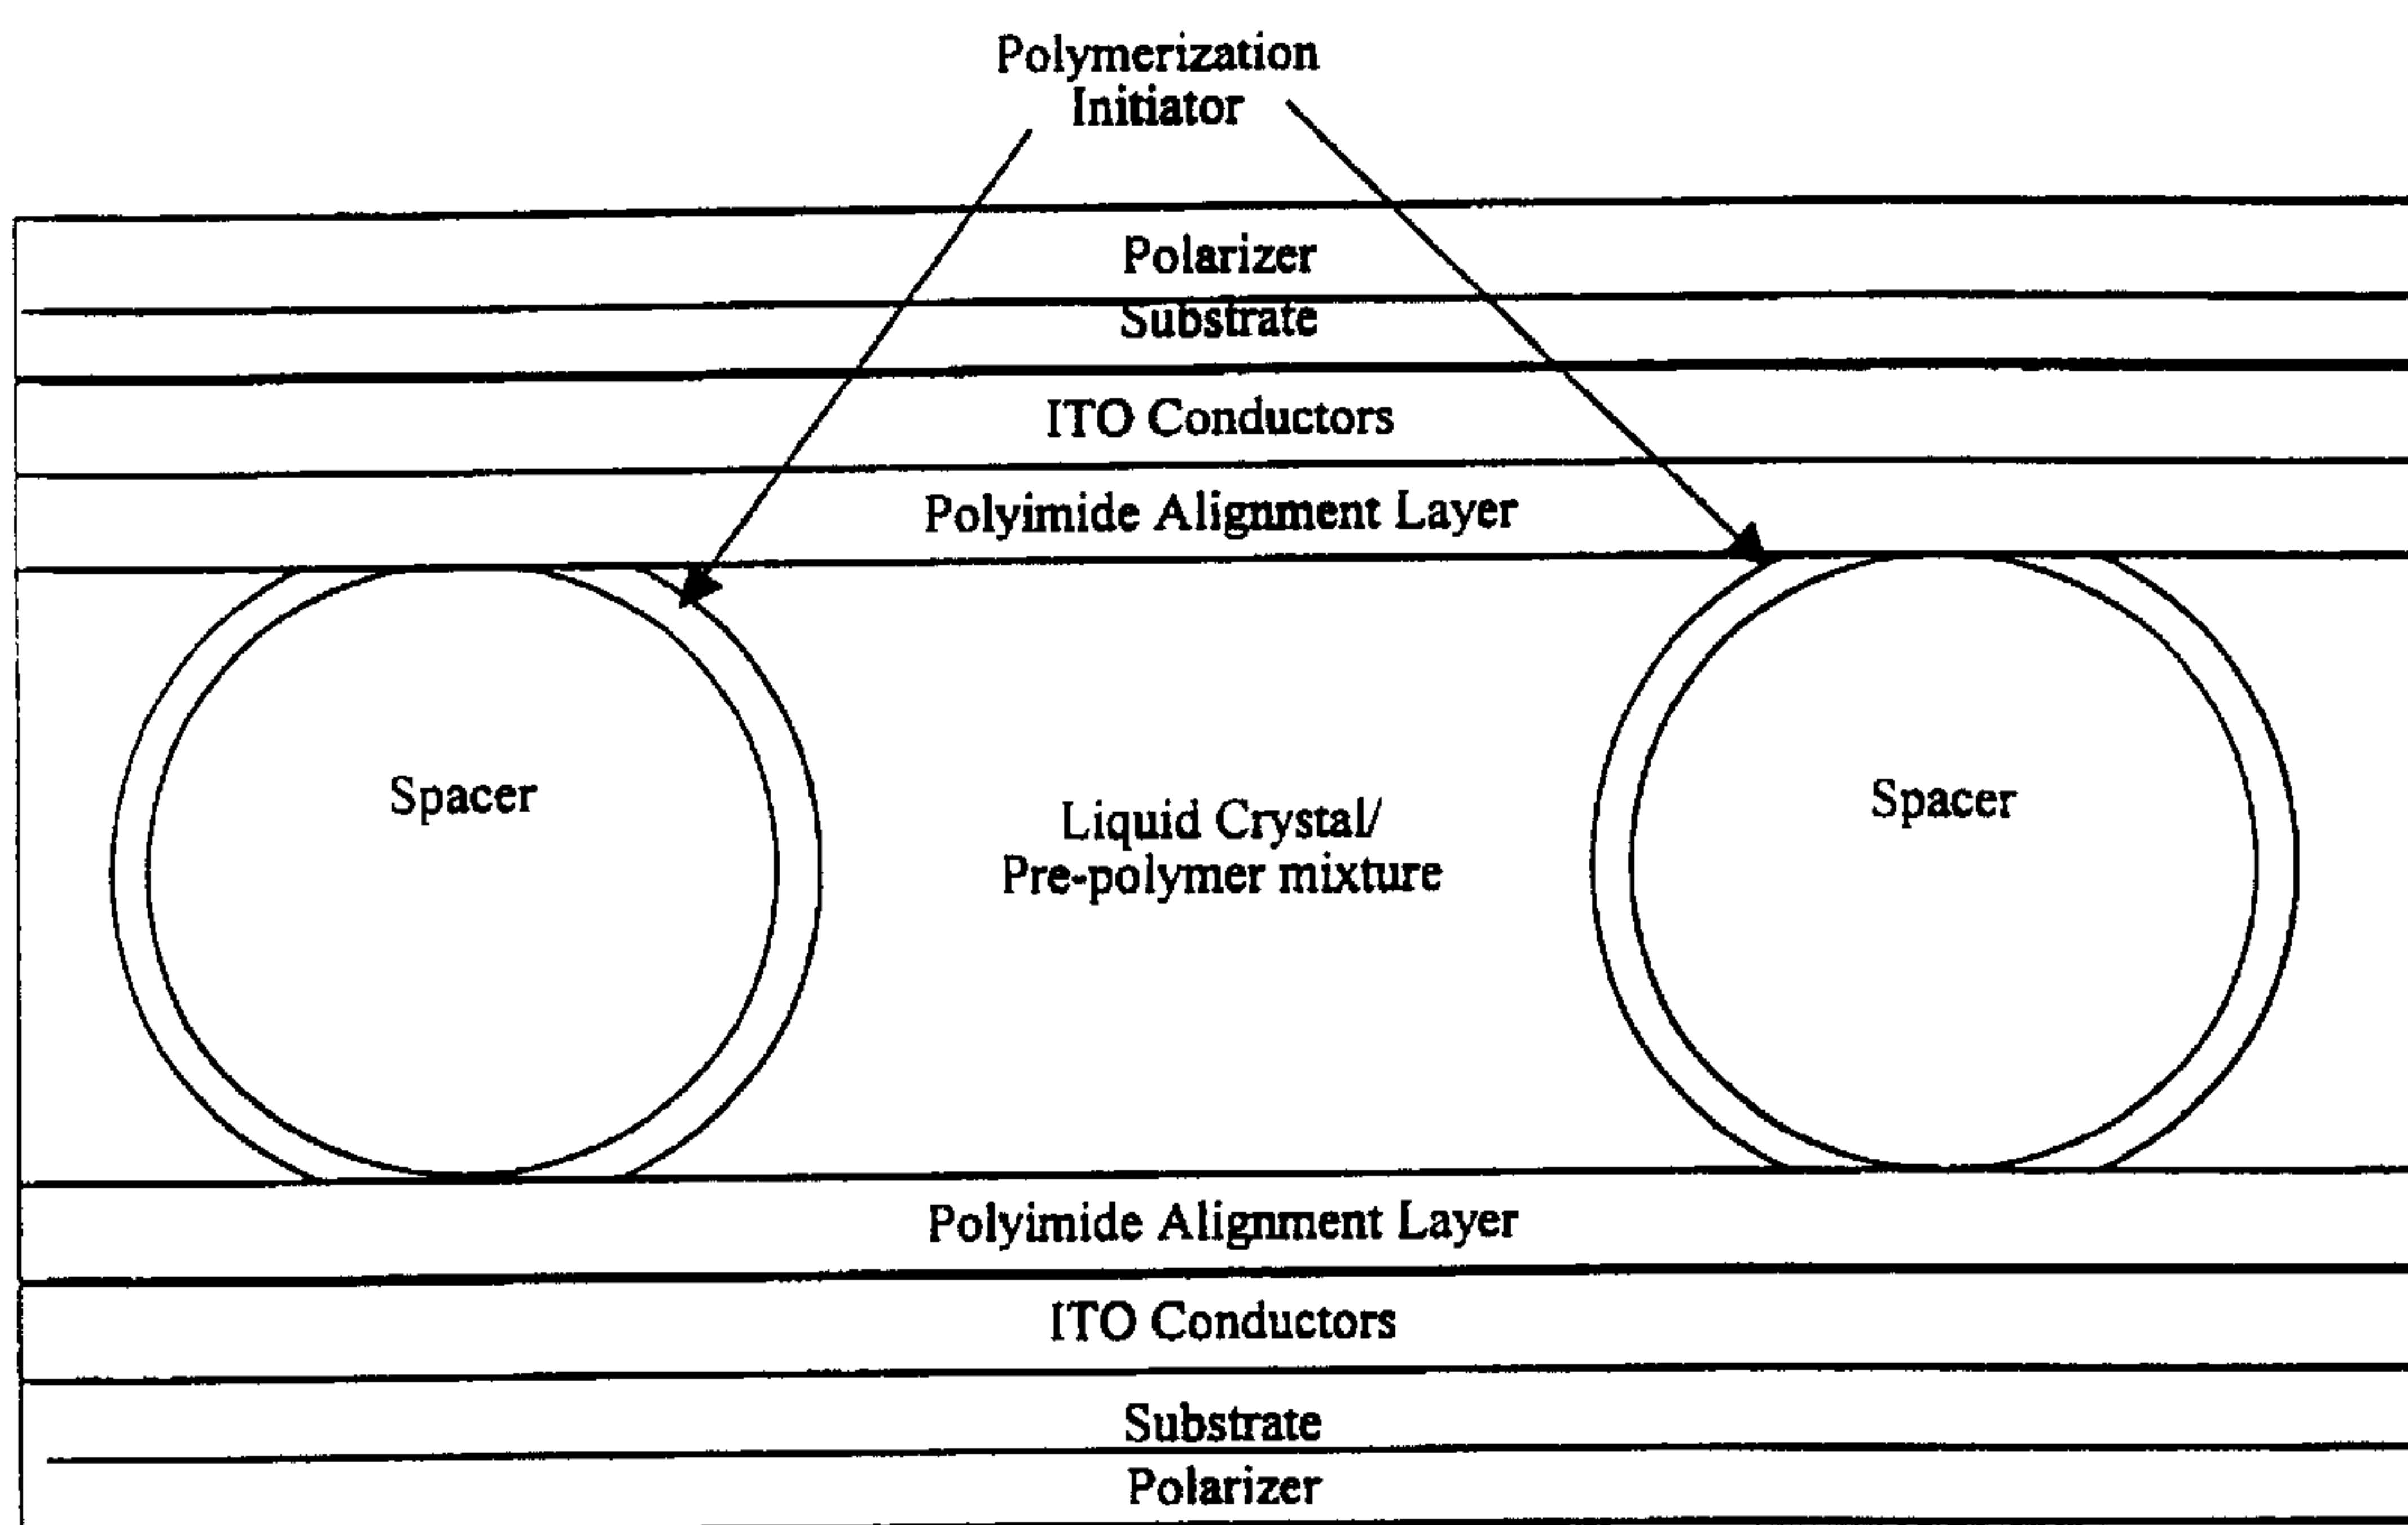 Polymerization
Initiator
Polarizer
Substrate
ITO Conductors
Polyimide Alignment Layer
Spacer
Liquid Crystal/
Pre-polymer mixture
Spacer
Polyimide Alignment Layer
ITO Conductors
Substrate
Polarizer